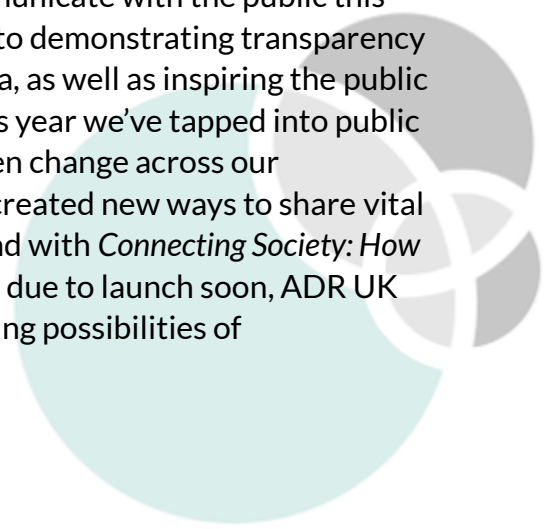 municate with the public this
to demonstrating transparency
a, as well as inspiring the public
s year we’ve tapped into public
en change across our
created new ways to share vital
nd with Connecting Society: How
due to launch soon, ADR UK
ng possibilities of